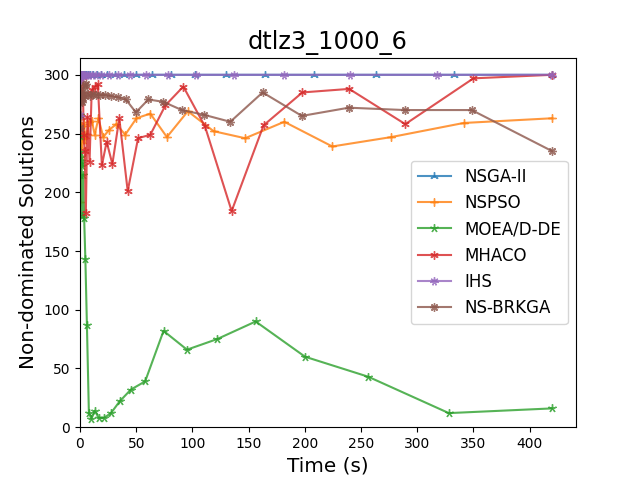 dtlz3_1000_6
Non-dominated Solutions
300
250
200
150
100
50
0
0 50 100 150 200 250 300 350 400
Time (s)
NSGA-II
NSPSO
MOEA/D-DE
MHACO
IHS
NS-BRKGA